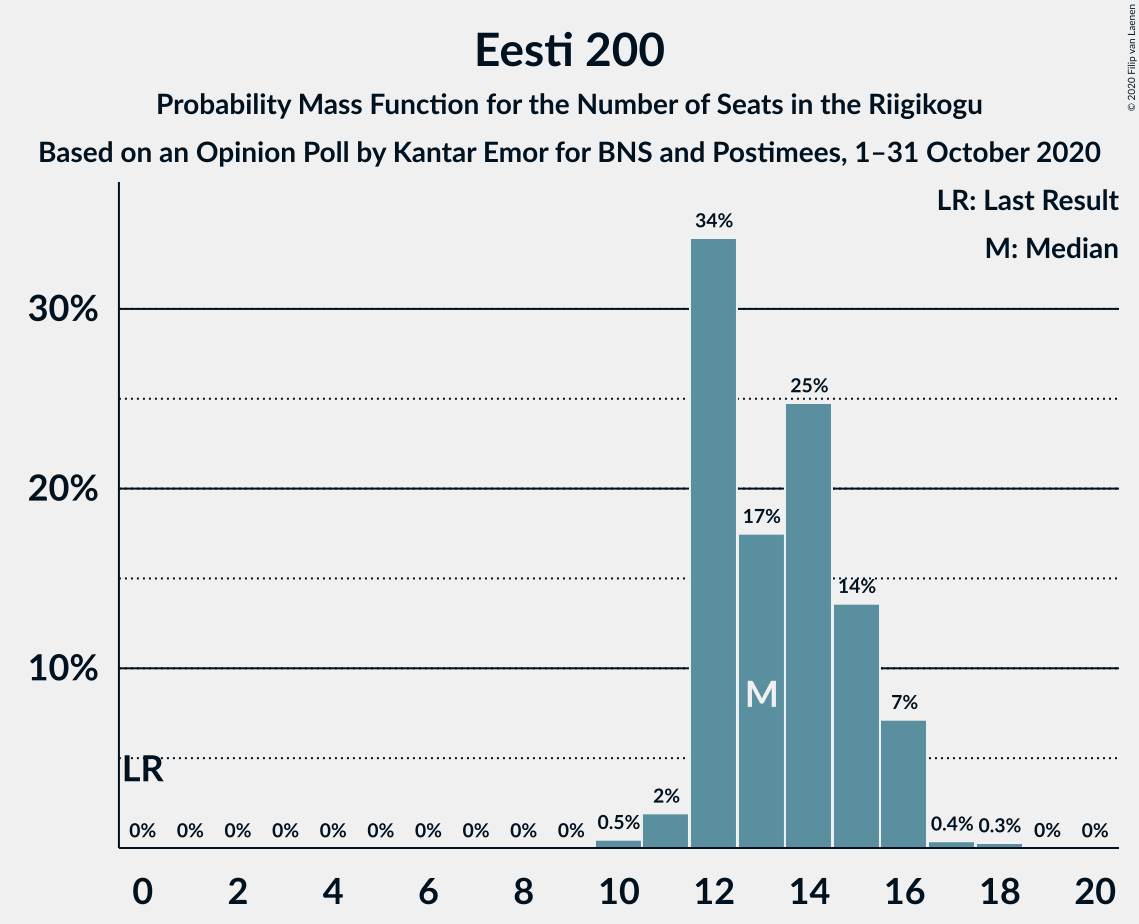 Eesti 200
Probability Mass Function for the Number of Seats in the Riigikogu
Based on an Opinion Poll by Kantar Emor for BNS and Postimees, 1–31 October 2020
© 2020 Filip van Laenen
LR: Last Result
M: Median
34%
30%
25%
20%
17%
14%
10%
M
7%
LR
2%
0% 0% 0% 0% 0% 0% 0% 0% 0% 0% 0.5% 0.4% 0.3% 0% 0%
0 2 4 6 8 10 12 14 16 18 20